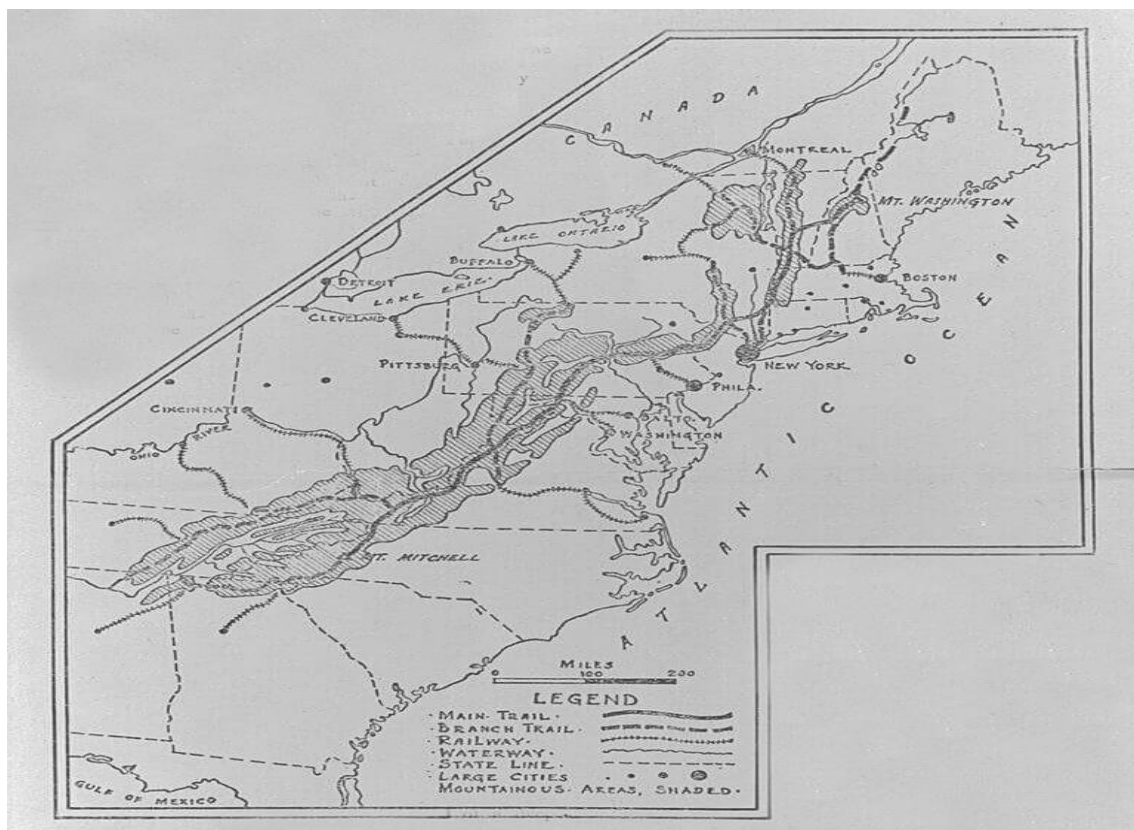 CANADA
MONTREAL
MT. WASHINGTON
LAKE ONTARIO
BUFFALO
BOSTON
DETROIT
LAKE ERIE.
CLEVELAND
PITTSBURG
NEW YORK
PHILA.
CINCINNATI
BALTO.
WASHINGTON
OHIO RIVER
ATLANTIC OCEAN
MT. MITCHELL
MILES
0 100 200
LEGEND
· MAIN TRAIL ·
· BRANCH TRAIL ·
· RAILWAY ·
· WATERWAY ·
· STATE LINE ·
· LARGE CITIES
MOUNTAINOUS AREAS, SHADED ·
GULF OF MEXICO